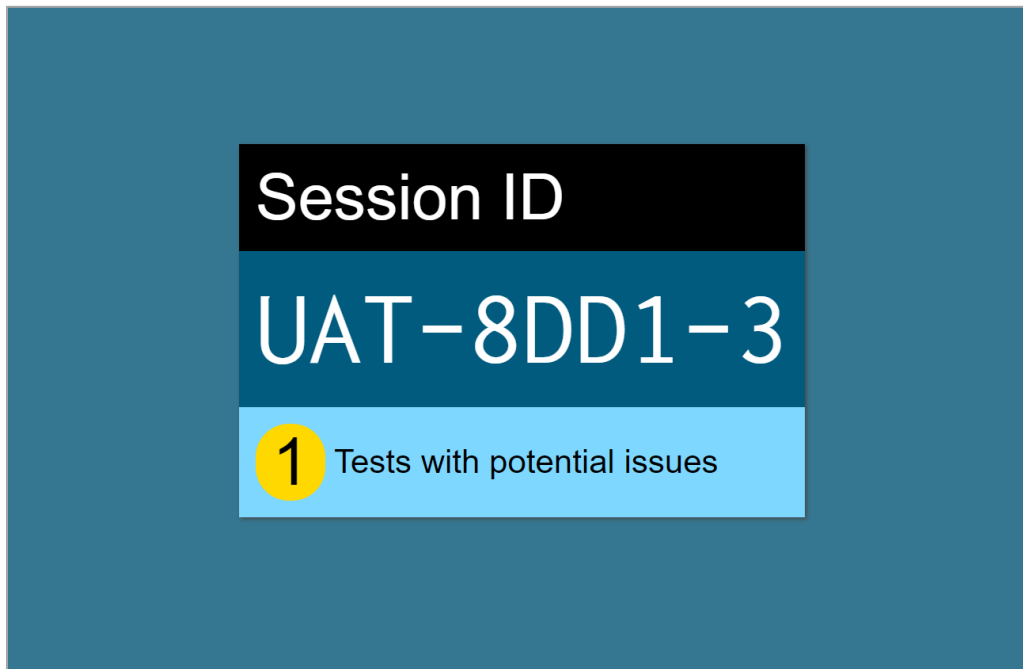 Session ID
UAT-8DD1-3
1 Tests with potential issues